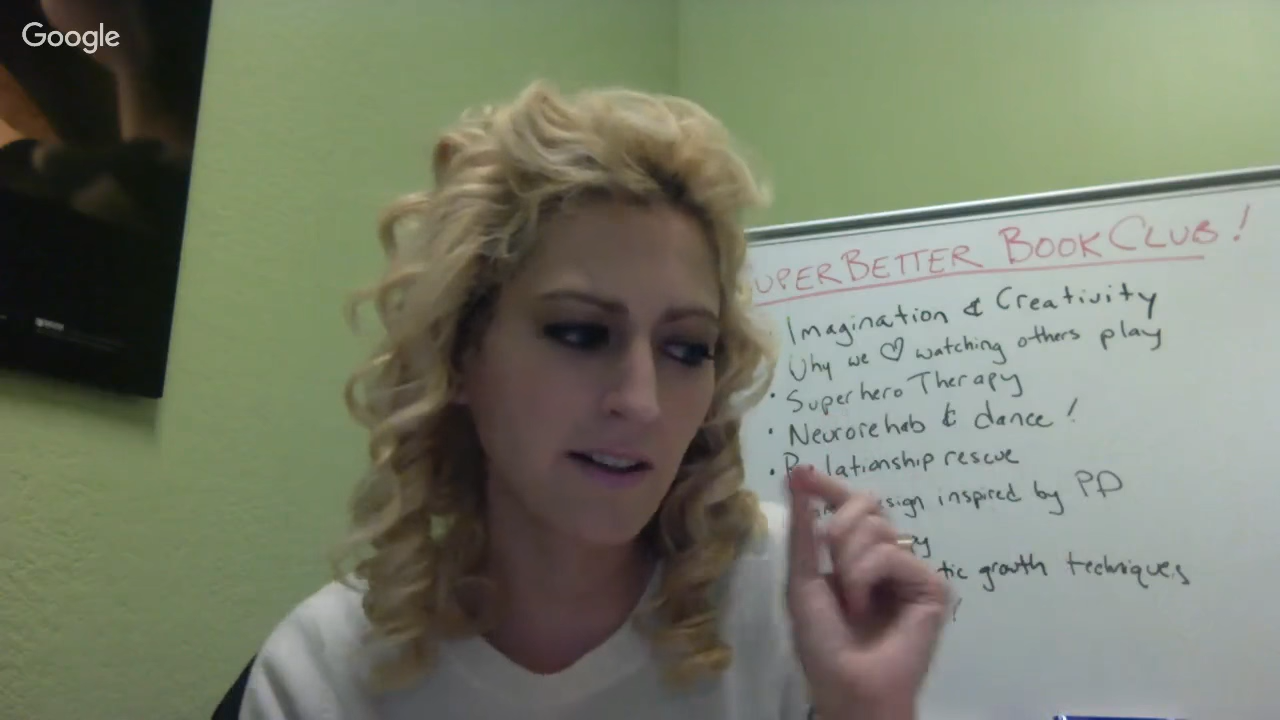 Google
UPERBETTER BOOK CLUB!
Imagination & Creativity
Why we ♡ watching others play
• Superhero Therapy
• Neurorehab & dance!
• Relationship rescue
inspired by PD
growth techniques